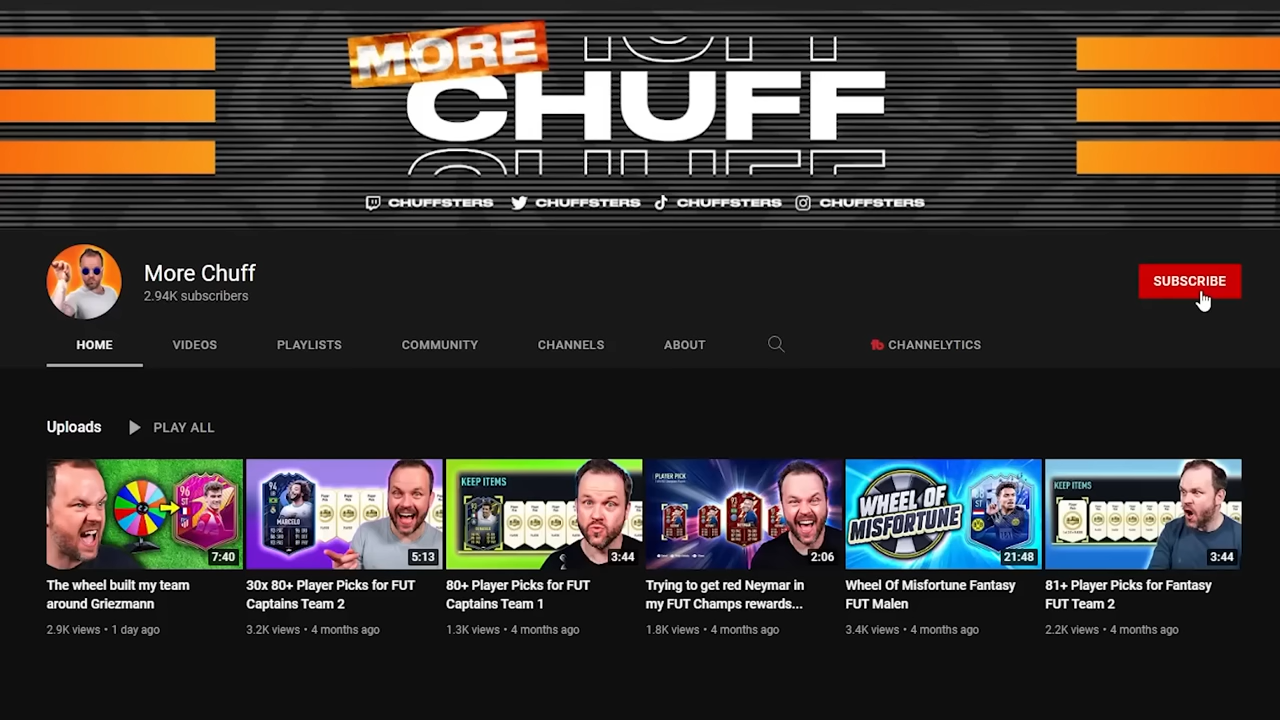 MORE
CHUFF
CHUFFSTERS CHUFFSTERS CHUFFSTERS CHUFFSTERS
More Chuff
2.94K subscribers
SUBSCRIBE
HOME VIDEOS PLAYLISTS COMMUNITY CHANNELS ABOUT CHANNELYTICS
Uploads PLAY ALL
96
ST
7:40
94
MARCELO
5:13
KEEP ITEMS
3:44
PLAYER PICK
2:06
WHEEL OF
MISFORTUNE
21:48
KEEP ITEMS
3:44
The wheel built my team
around Griezmann
2.9K views • 1 day ago
30x 80+ Player Picks for FUT
Captains Team 2
3.2K views • 4 months ago
80+ Player Picks for FUT
Captains Team 1
1.3K views • 4 months ago
Trying to get red Neymar in
my FUT Champs rewards...
1.8K views • 4 months ago
Wheel Of Misfortune Fantasy
FUT Malen
3.4K views • 4 months ago
81+ Player Picks for Fantasy
FUT Team 2
2.2K views • 4 months ago